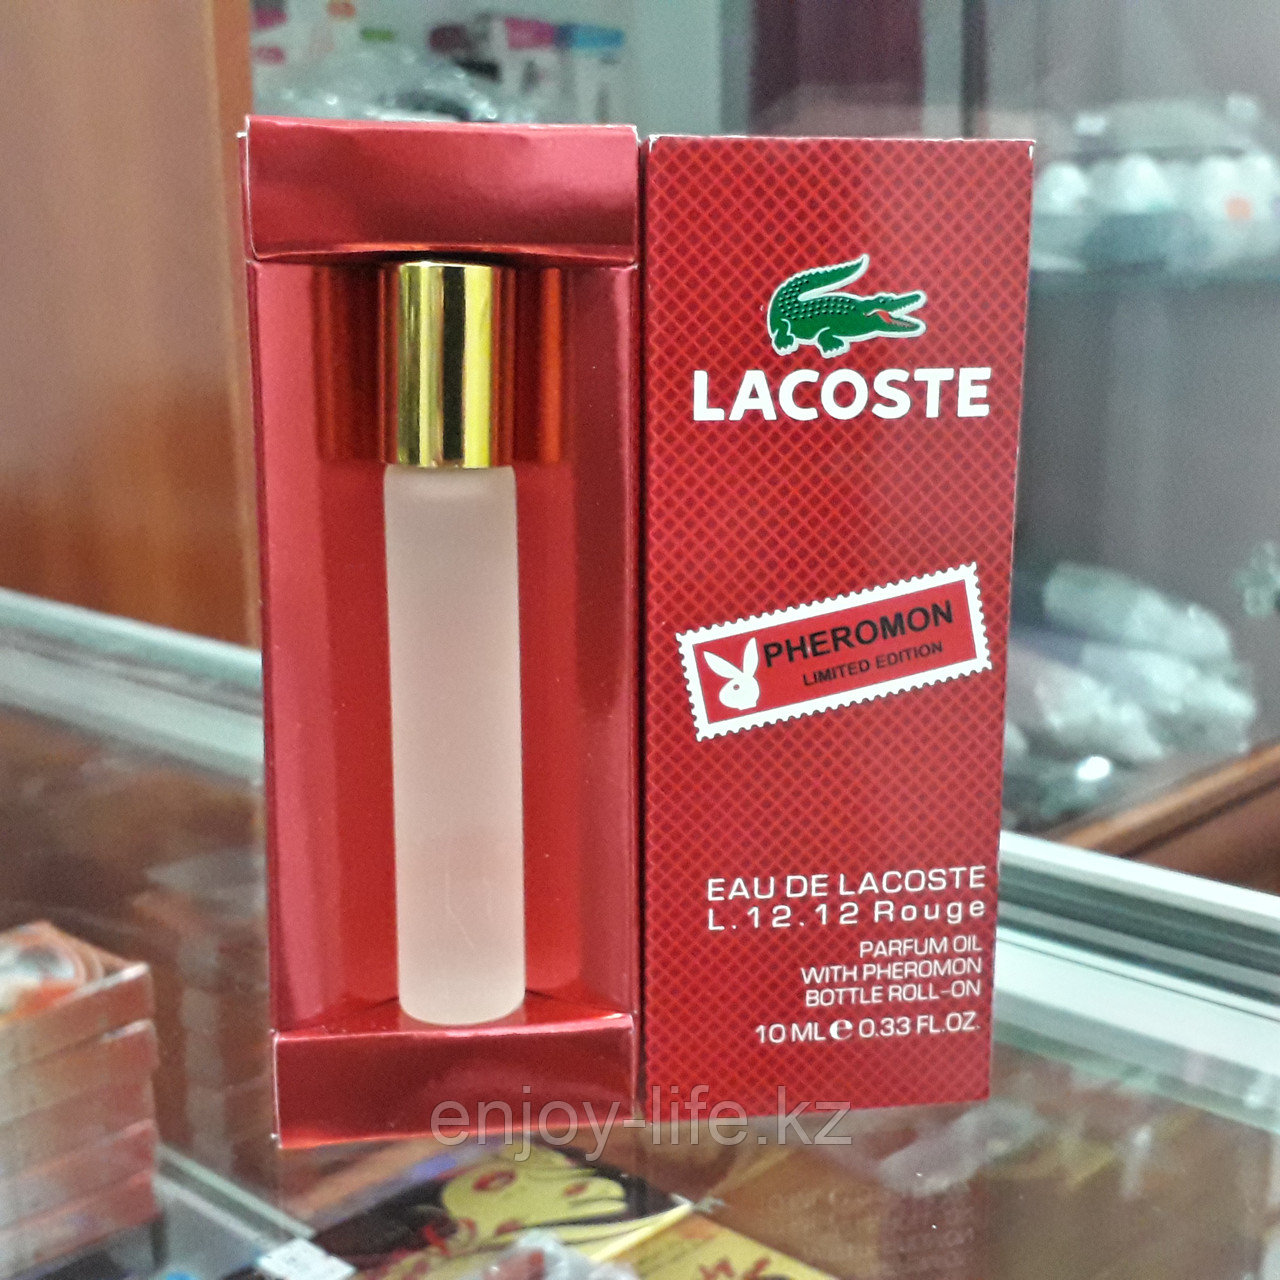 LACOSTE
PHEROMON
LIMITED EDITION
EAU DE LACOSTE
L.12.12 Rouge
PARFUM OIL
WITH PHEROMON
BOTTLE ROLL-ON
10 ML e 0.33 FL.OZ.
enjoy-life.kz